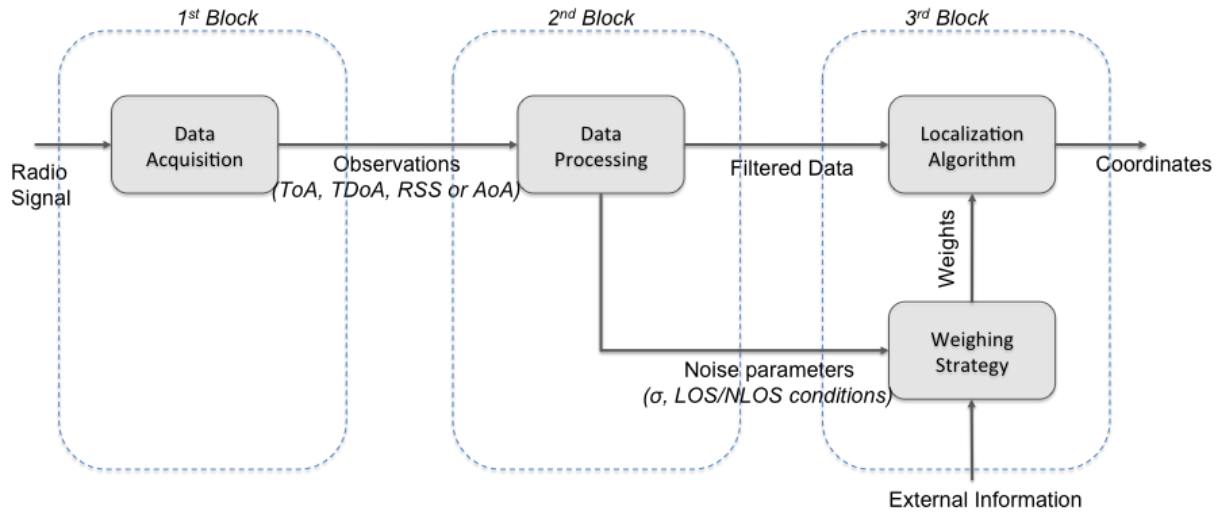 1st Block
2nd Block
3rd Block
Data
Acquisition
Data
Processing
Localization
Algorithm
Radio
Signal
Observations
(ToA, TDoA, RSS or AoA)
Filtered Data
Coordinates
Weights
Weighing
Strategy
Noise parameters
(σ, LOS/NLOS conditions)
External Information